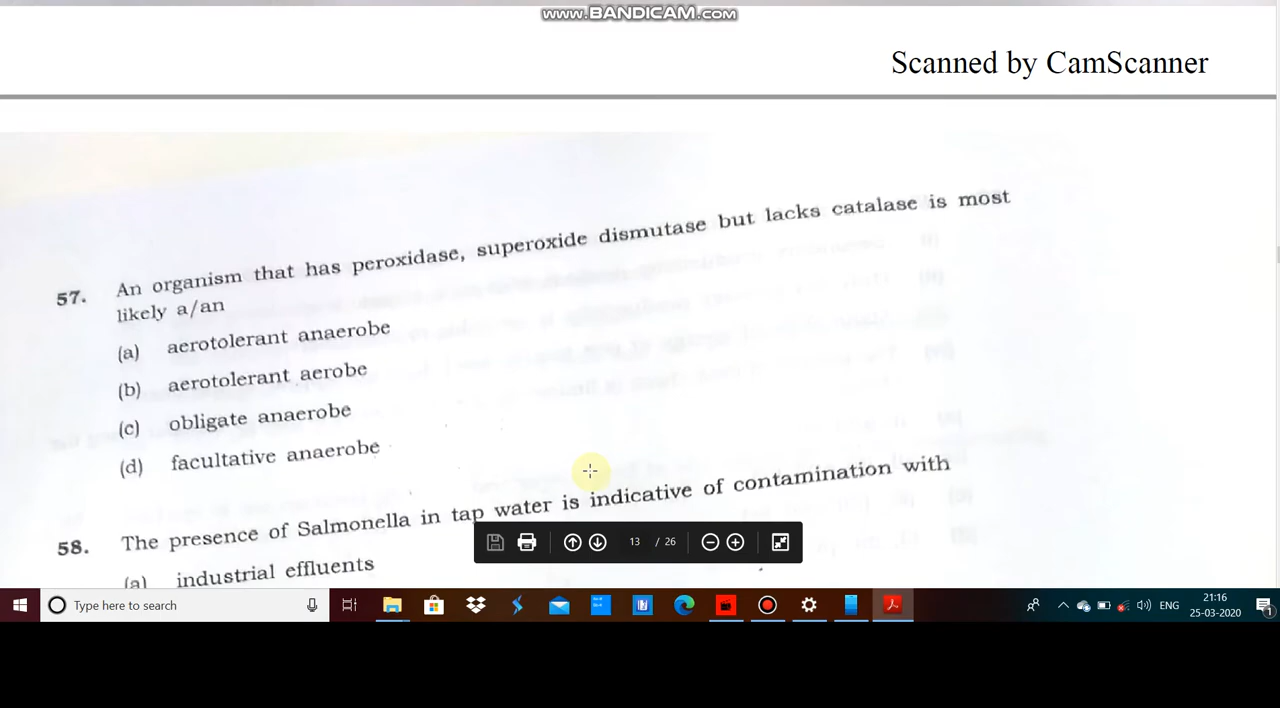 www.BANDICAM.com
Scanned by CamScanner
57. An organism that has peroxidase, superoxide dismutase but lacks catalase is most
likely a/an
(a) aerotolerant anaerobe
(b) aerotolerant aerobe
(c) obligate anaerobe
(d) facultative anaerobe
58. The presence of Salmonella in tap water is indicative of contamination with
(a) industrial effluents
13 / 26
Type here to search
ENG
21:16
25-03-2020
1